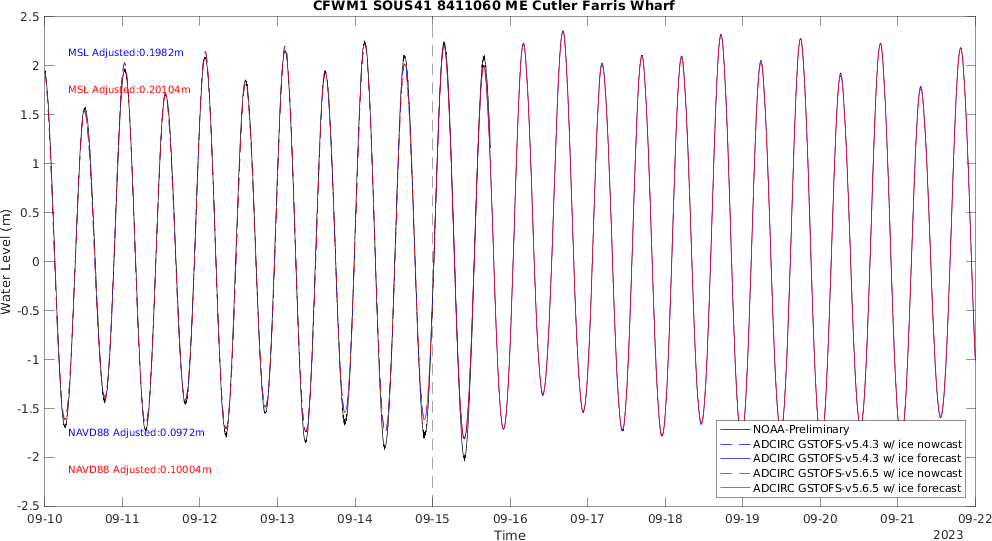 CFWM1 SOUS41 8411060 ME Cutler Farris Wharf
2.5
2
1.5
1
0.5
0
-0.5
-1
-1.5
-2
-2.5
Water Level (m)
MSL Adjusted:0.1982m
MSL Adjusted:0.20104m
NAVD88 Adjusted:0.0972m
NAVD88 Adjusted:0.10004m
NOAA-Preliminary
ADCIRC GSTOFS-v5.4.3 w/ ice nowcast
ADCIRC GSTOFS-v5.4.3 w/ ice forecast
ADCIRC GSTOFS-v5.6.5 w/ ice nowcast
ADCIRC GSTOFS-v5.6.5 w/ ice forecast
09-10 09-11 09-12 09-13 09-14 09-15 09-16 09-17 09-18 09-19 09-20 09-21 09-22
Time
2023